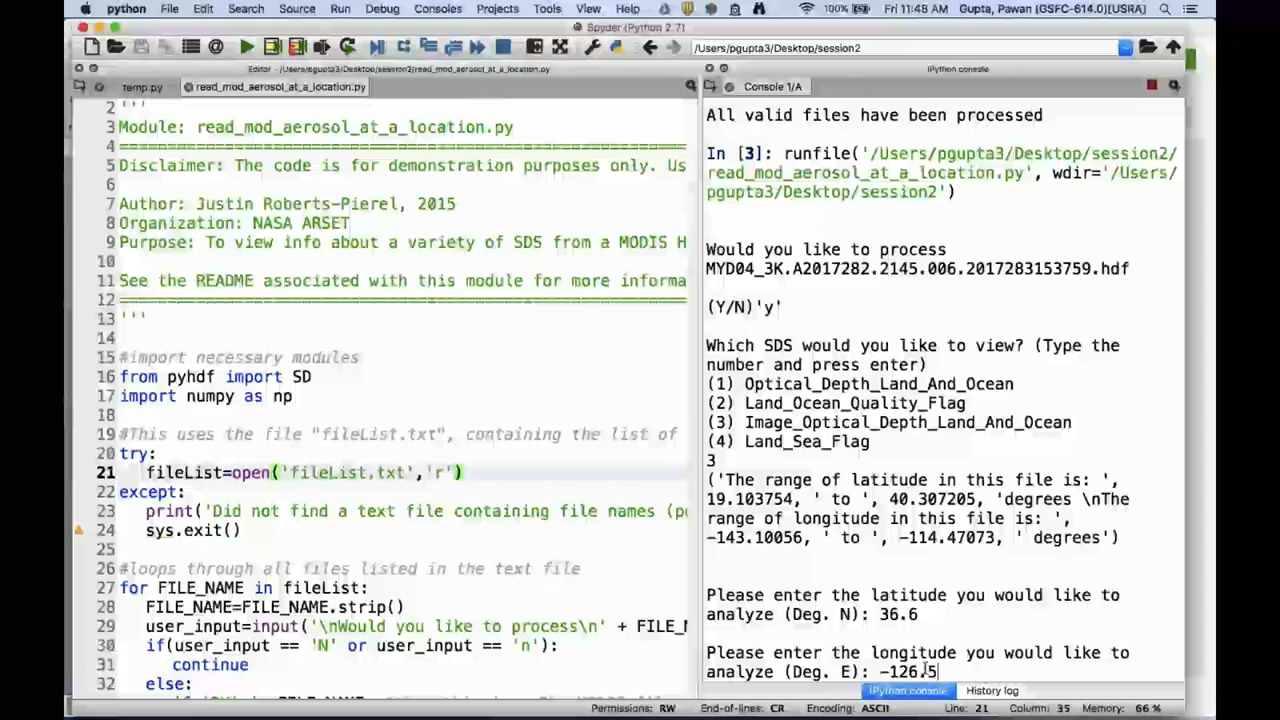 python File Edit Search Source Run Debug Consoles Projects Tools View Help 100% Fri 11:48 AM Gupta, Pawan (GSFC-614.0)(USRA)
Spyder (Python 2.7)
/Users/pgupta3/Desktop/session2
Editor - /Users/pgupta3/Desktop/session2/read_mod_aerosol_at_a_location.py
temp.py read_mod_aerosol_at_a_location.py
2 '''
3 Module: read_mod_aerosol_at_a_location.py
4 ==========================================================
5 Disclaimer: The code is for demonstration purposes only. Us
6
7 Author: Justin Roberts-Pierel, 2015
8 Organization: NASA ARSET
9 Purpose: To view info about a variety of SDS from a MODIS H
10
11 See the README associated with this module for more informa
12 ==========================================================
13 '''
14
15 #import necessary modules
16 from pyhdf import SD
17 import numpy as np
18
19 #This uses the file "fileList.txt", containing the list of
20 try:
21 fileList=open('fileList.txt','r')
22 except:
23 print('Did not find a text file containing file names (p
24 sys.exit()
25
26 #loops through all files listed in the text file
27 for FILE_NAME in fileList:
28 FILE_NAME=FILE_NAME.strip()
29 user_input=input('\nWould you like to process\n' + FILE_N
30 if(user_input == 'N' or user_input == 'n'):
31 continue
32 else:
IPython console
Console 1/A
All valid files have been processed
In [3]: runfile('/Users/pgupta3/Desktop/session2/
read_mod_aerosol_at_a_location.py', wdir='/Users/
pgupta3/Desktop/session2')
Would you like to process
MYD04_3K.A2017282.2145.006.2017283153759.hdf
(Y/N)'y'
Which SDS would you like to view? (Type the
number and press enter)
(1) Optical_Depth_Land_And_Ocean
(2) Land_Ocean_Quality_Flag
(3) Image_Optical_Depth_Land_And_Ocean
(4) Land_Sea_Flag
3
('The range of latitude in this file is: ',
19.103754, ' to ', 40.307205, 'degrees \nThe
range of longitude in this file is: ',
-143.10056, ' to ', -114.47073, ' degrees')
Please enter the latitude you would like to
analyze (Deg. N): 36.6
Please enter the longitude you would like to
analyze (Deg. E): -126.5
IPython console History log
Permissions: RW End-of-lines: CR Encoding: ASCII Line: 21 Column: 35 Memory: 66 %